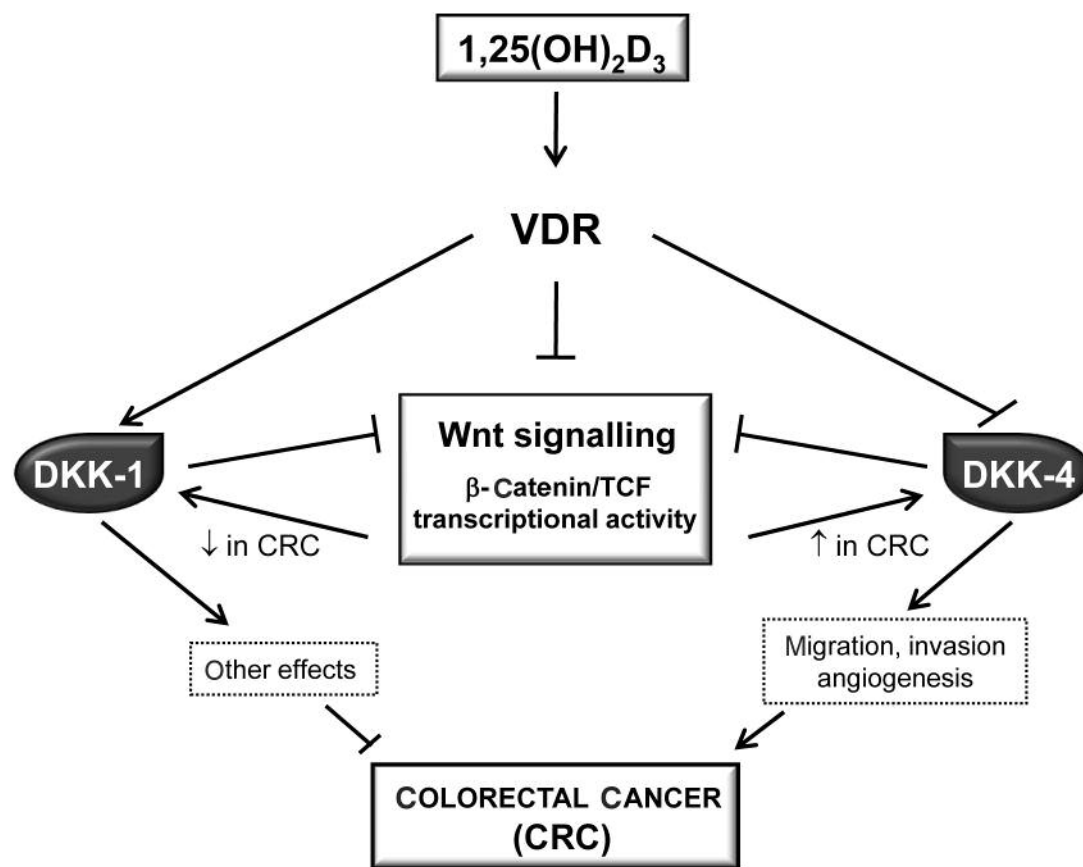 1,25(OH)₂D₃
VDR
Wnt signalling
β-Catenin/TCF
transcriptional activity
DKK-1
DKK-4
↓ in CRC
↑ in CRC
Other effects
Migration, invasion
angiogenesis
COLORECTAL CANCER
(CRC)